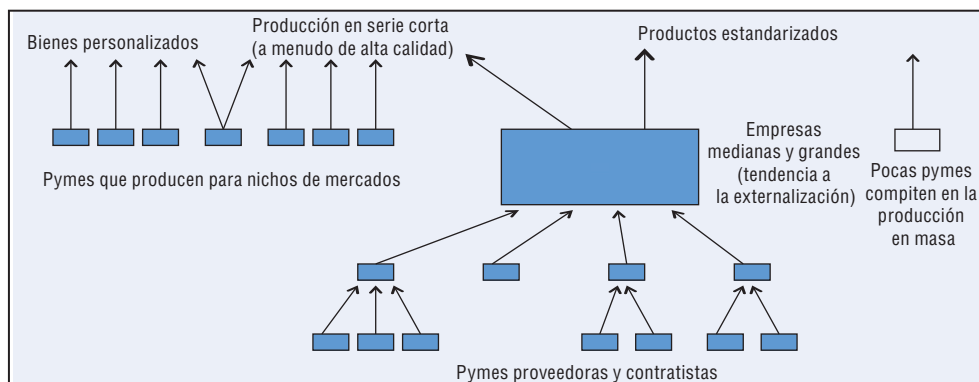 Bienes personalizados
Producción en serie corta
(a menudo de alta calidad)
Productos estandarizados
Pymes que producen para nichos de mercados
Empresas
medianas y grandes
(tendencia a
la externalización)
Pocas pymes
compiten en la
producción
en masa
Pymes proveedoras y contratistas